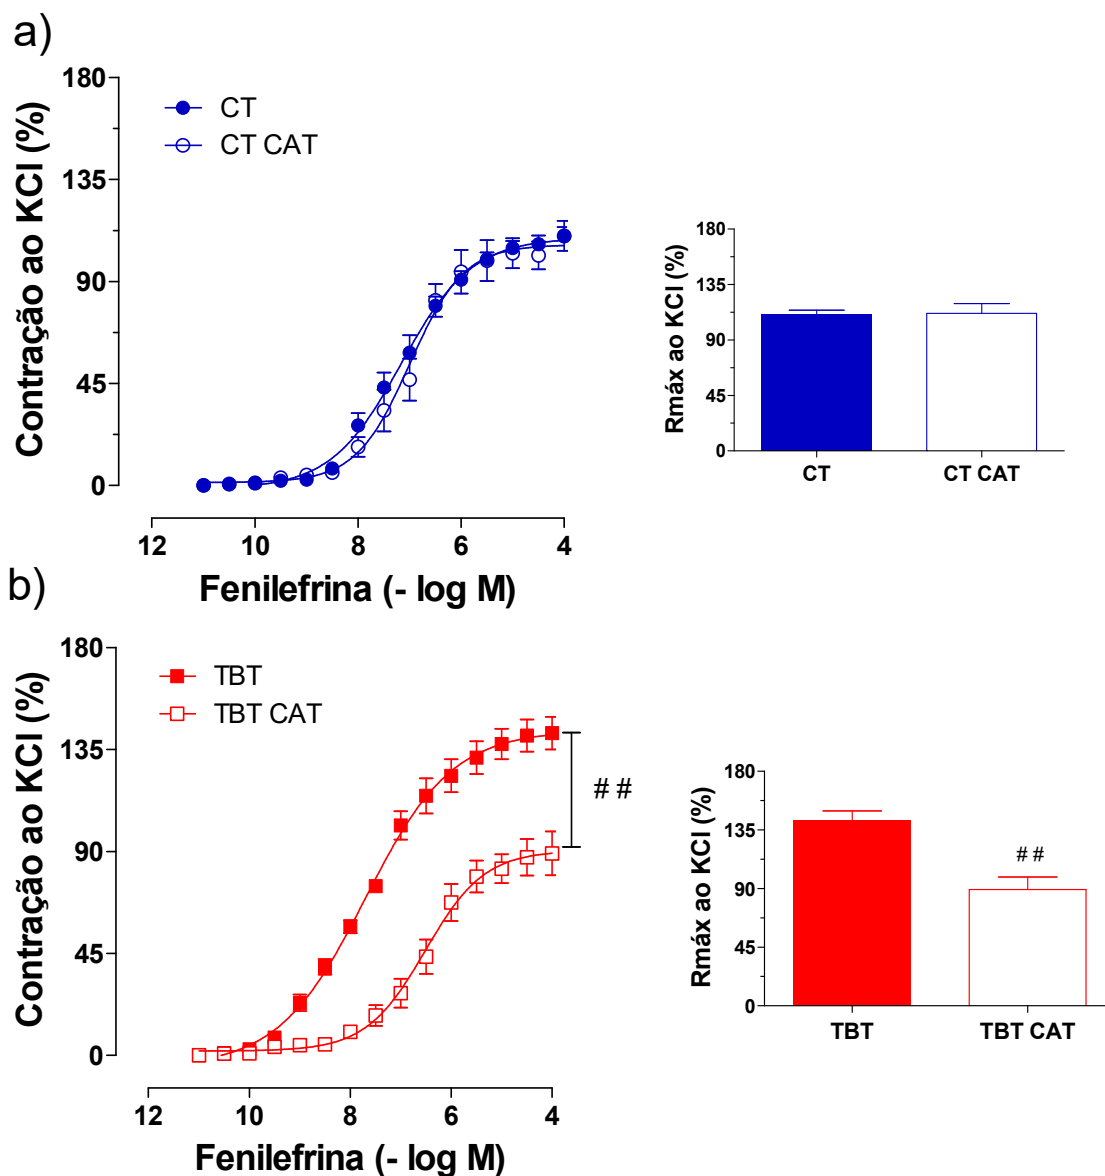 a)
Contração ao KCl (%)
180
135
90
45
0
CT
CT CAT
12
10
8
6
4
Fenilefrina (- log M)
Rmáx ao KCl (%)
180
135
90
45
0
CT
CT CAT
b)
Contração ao KCl (%)
180
135
90
45
0
TBT
TBT CAT
# #
12
10
8
6
4
Fenilefrina (- log M)
Rmáx ao KCl (%)
180
135
90
45
0
# #
TBT
TBT CAT